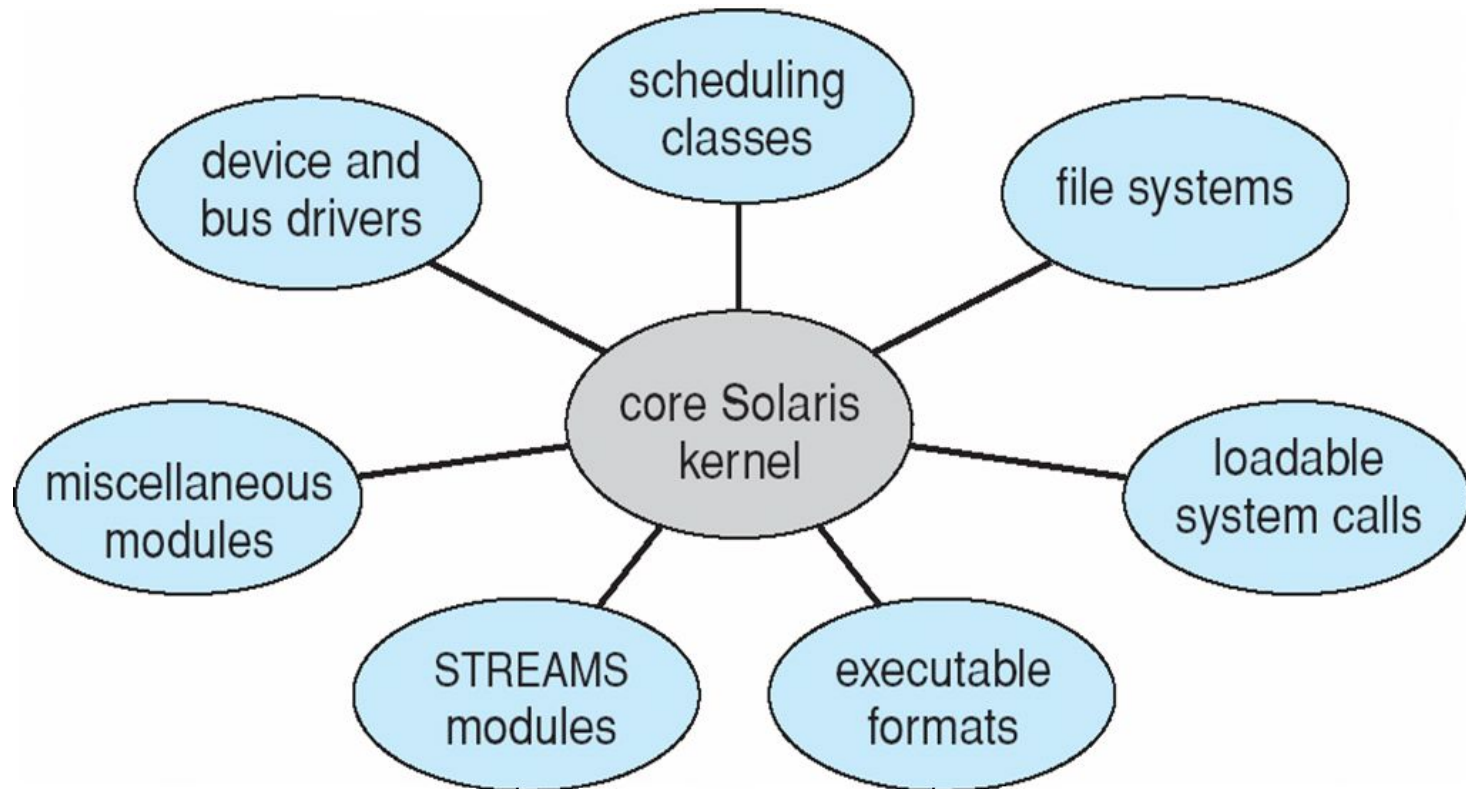 scheduling
classes
device and
bus drivers
file systems
core Solaris
kernel
miscellaneous
modules
loadable
system calls
STREAMS
modules
executable
formats